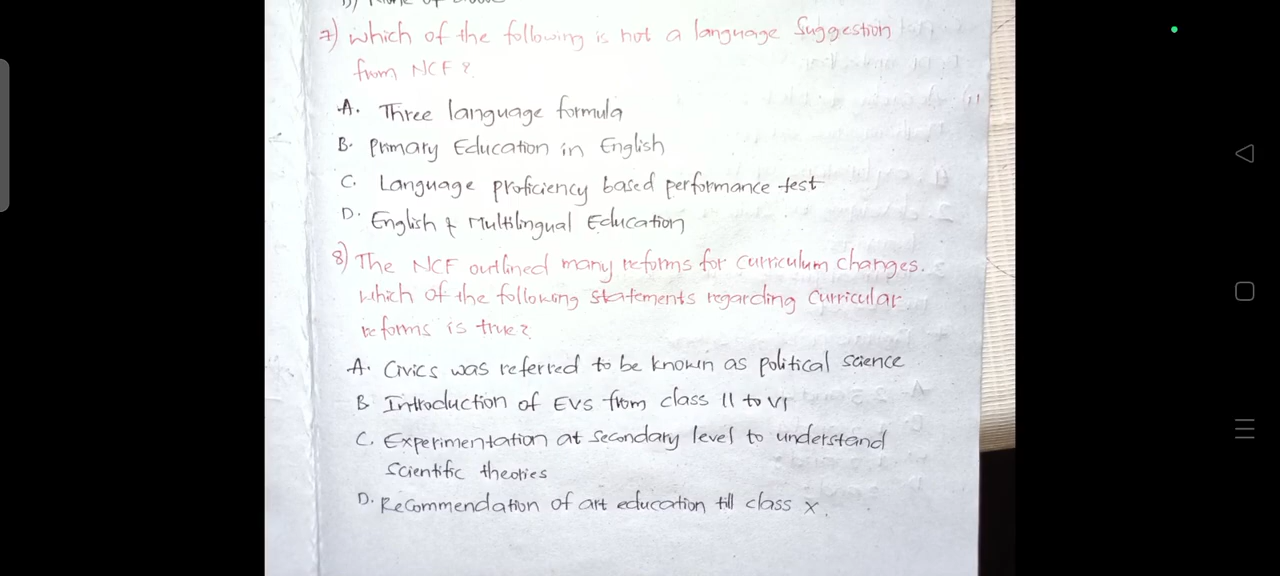 7) Which of the following is not a language Suggestion
from NCF?
A. Three language formula
B. Primary Education in English
C. Language proficiency based performance test
D. English & Multilingual Education
8) The NCF outlined many reforms for curriculum changes.
Which of the following statements regarding Curricular
reforms is true?
A. Civics was referred to be known as political science
B Introduction of EVS from class II to VI
C. Experimentation at secondary level to understand
Scientific theories
D. Recommendation of art education till class X.